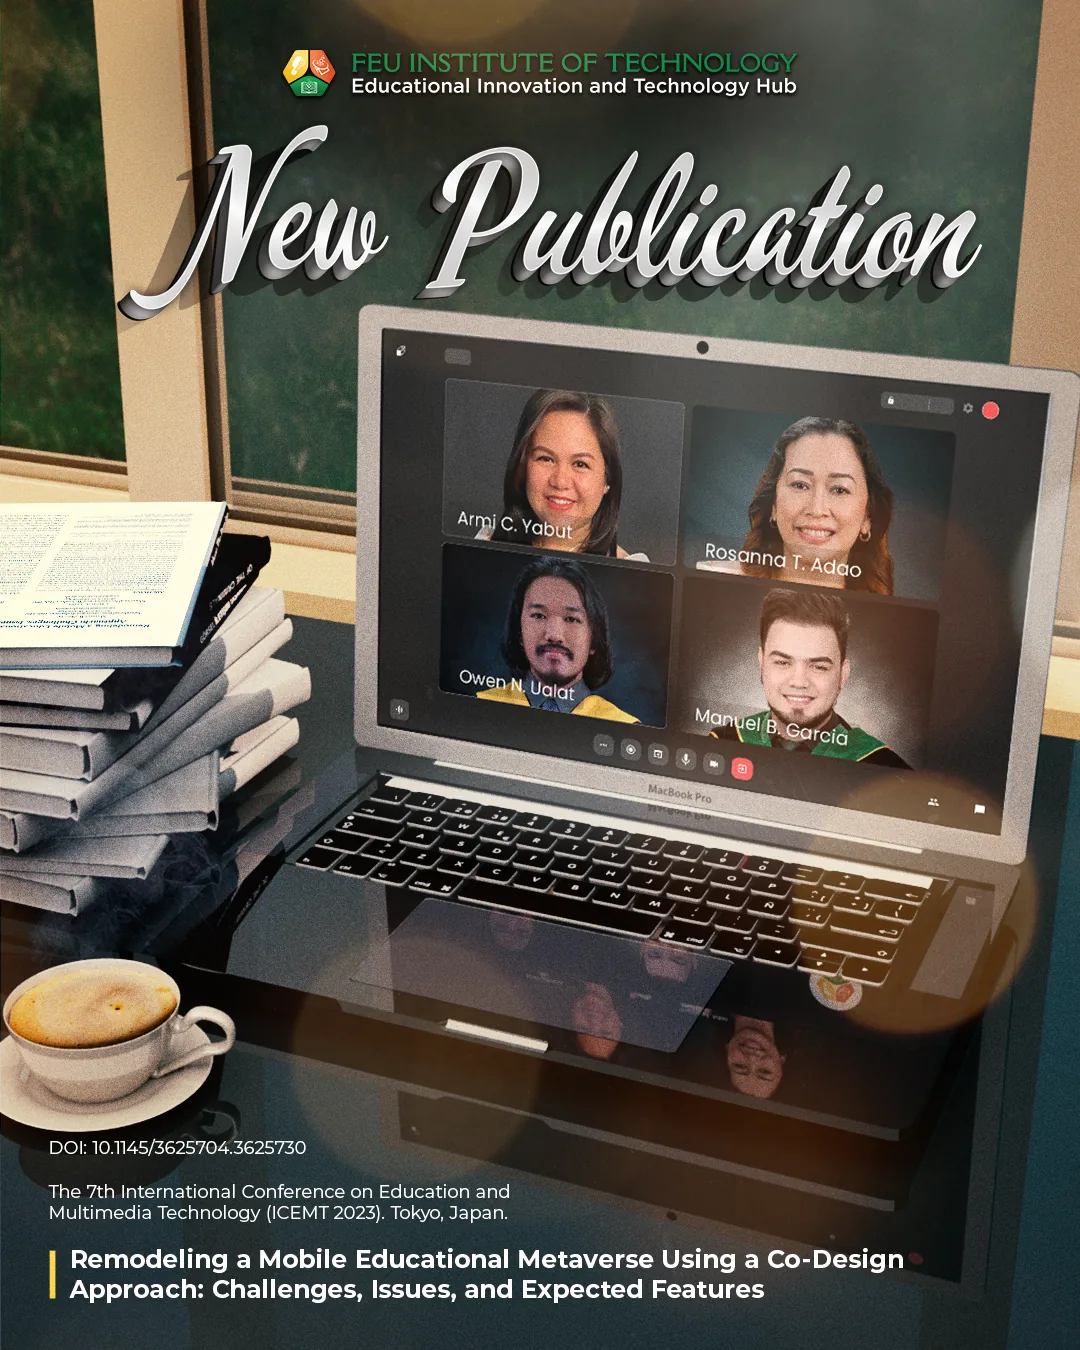 FEU INSTITUTE OF TECHNOLOGY
Educational Innovation and Technology Hub
New Publication
Armi C. Yabut
Rosanna T. Adao
Owen N. Ualat
Manuel B. Garcia
MacBook Pro
DOI: 10.1145/3625704.3625730
The 7th International Conference on Education and
Multimedia Technology (ICEMT 2023). Tokyo, Japan.
Remodeling a Mobile Educational Metaverse Using a Co-Design
Approach: Challenges, Issues, and Expected Features